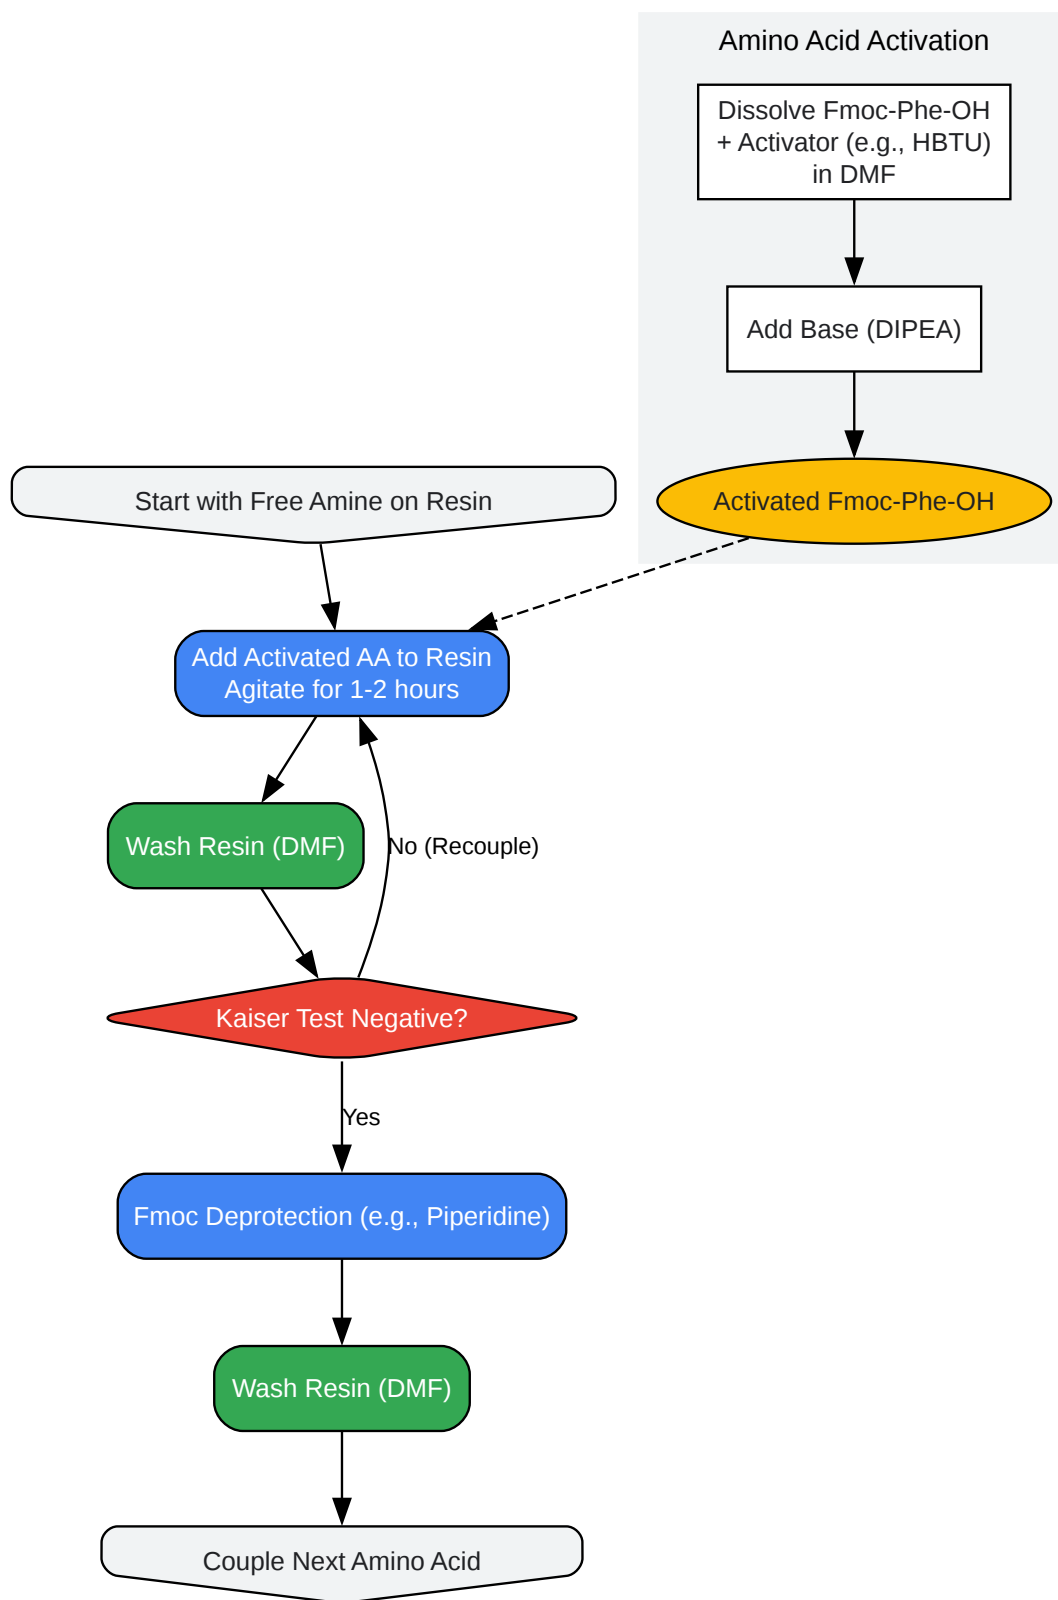 Amino Acid Activation
Dissolve Fmoc-Phe-OH
+ Activator (e.g., HBTU)
in DMF
Add Base (DIPEA)
Start with Free Amine on Resin
Activated Fmoc-Phe-OH
Add Activated AA to Resin
Agitate for 1-2 hours
Wash Resin (DMF)
No (Recouple)
Kaiser Test Negative?
Yes
Fmoc Deprotection (e.g., Piperidine)
Wash Resin (DMF)
Couple Next Amino Acid